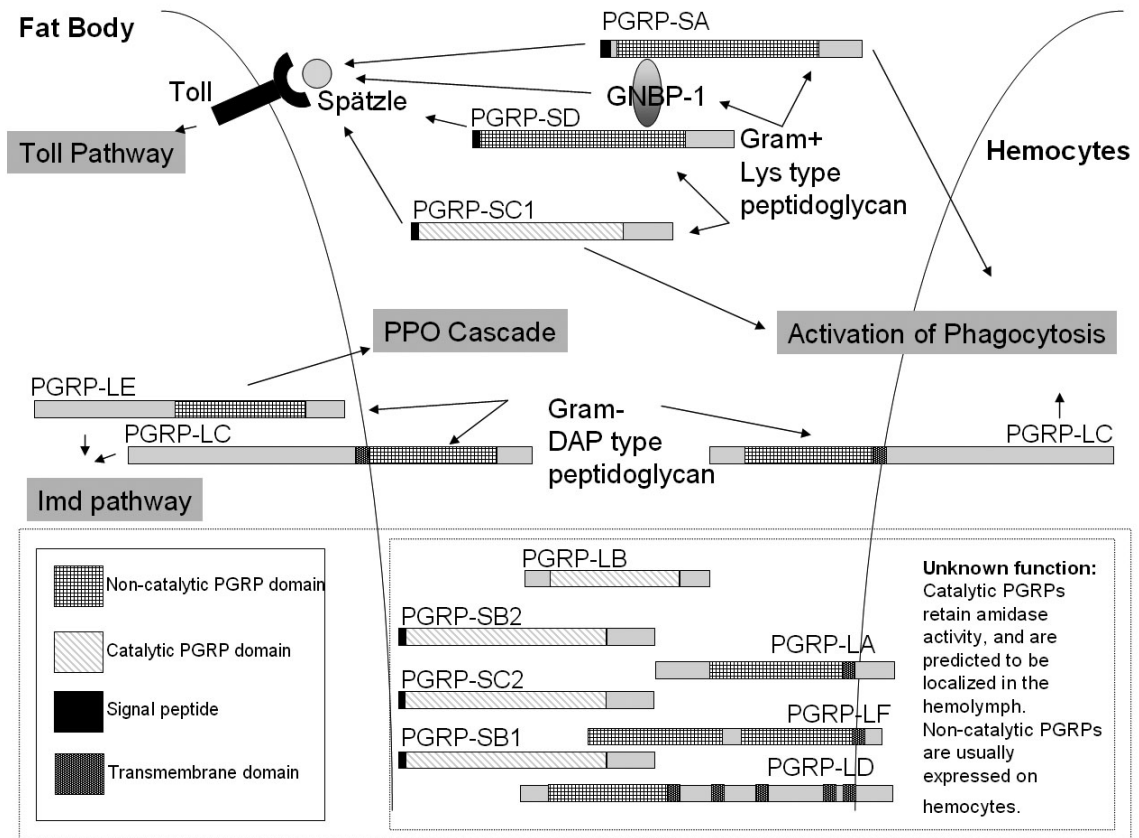 Fat Body
PGRP-SA
Toll
Spätzle
GNBP-1
PGRP-SD
Gram+
Lys type
peptidoglycan
Hemocytes
Toll Pathway
PGRP-SC1
PPO Cascade
Activation of Phagocytosis
PGRP-LE
PGRP-LC
Gram-
DAP type
peptidoglycan
PGRP-LC
Imd pathway
Non-catalytic PGRP domain
Catalytic PGRP domain
Signal peptide
Transmembrane domain
PGRP-LB
PGRP-SB2
PGRP-LA
PGRP-SC2
PGRP-LF
PGRP-SB1
PGRP-LD
Unknown function:
Catalytic PGRPs
retain amidase
activity, and are
predicted to be
localized in the
hemolymph.
Non-catalytic PGRPs
are usually
expressed on
hemocytes.